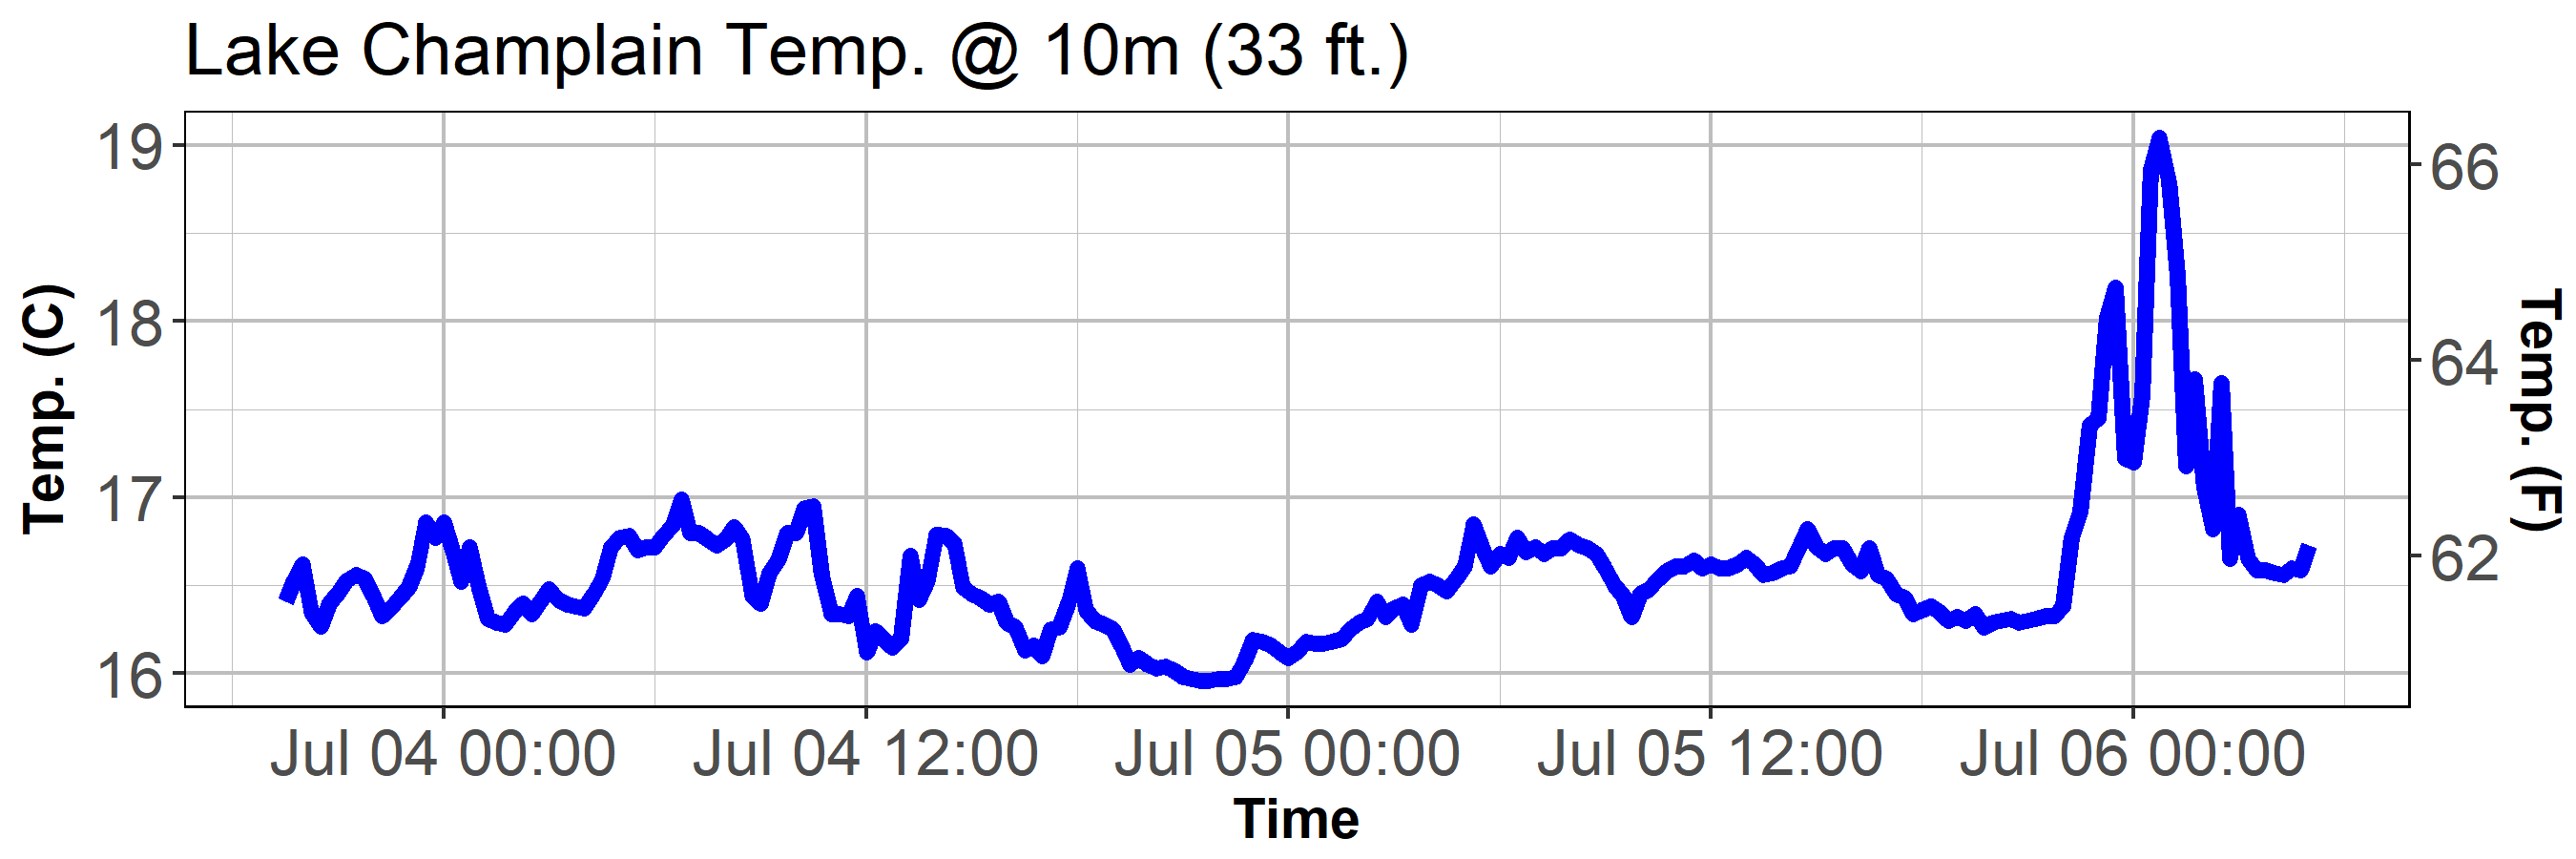 Lake Champlain Temp. @ 10m (33 ft.)
Temp. (C)
19
18
17
16
66
64
62
Temp. (F)
Jul 04 00:00 Jul 04 12:00 Jul 05 00:00 Jul 05 12:00 Jul 06 00:00
Time